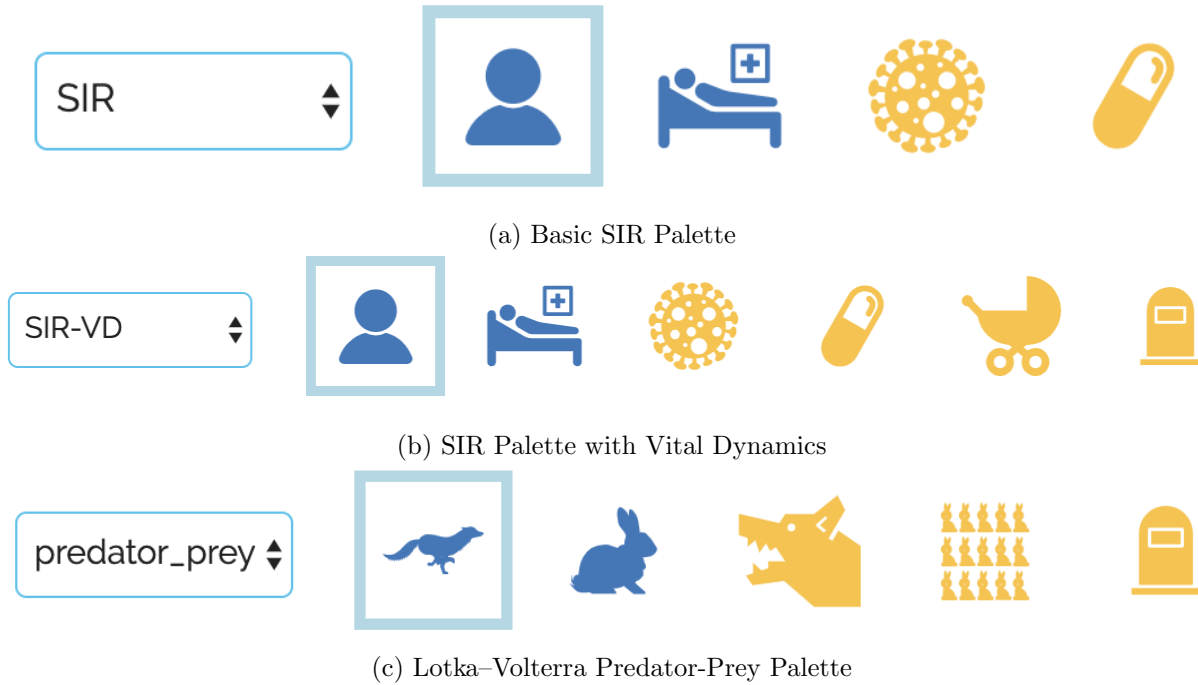 SIR
(a) Basic SIR Palette
SIR-VD
(b) SIR Palette with Vital Dynamics
predator_prey
(c) Lotka–Volterra Predator-Prey Palette